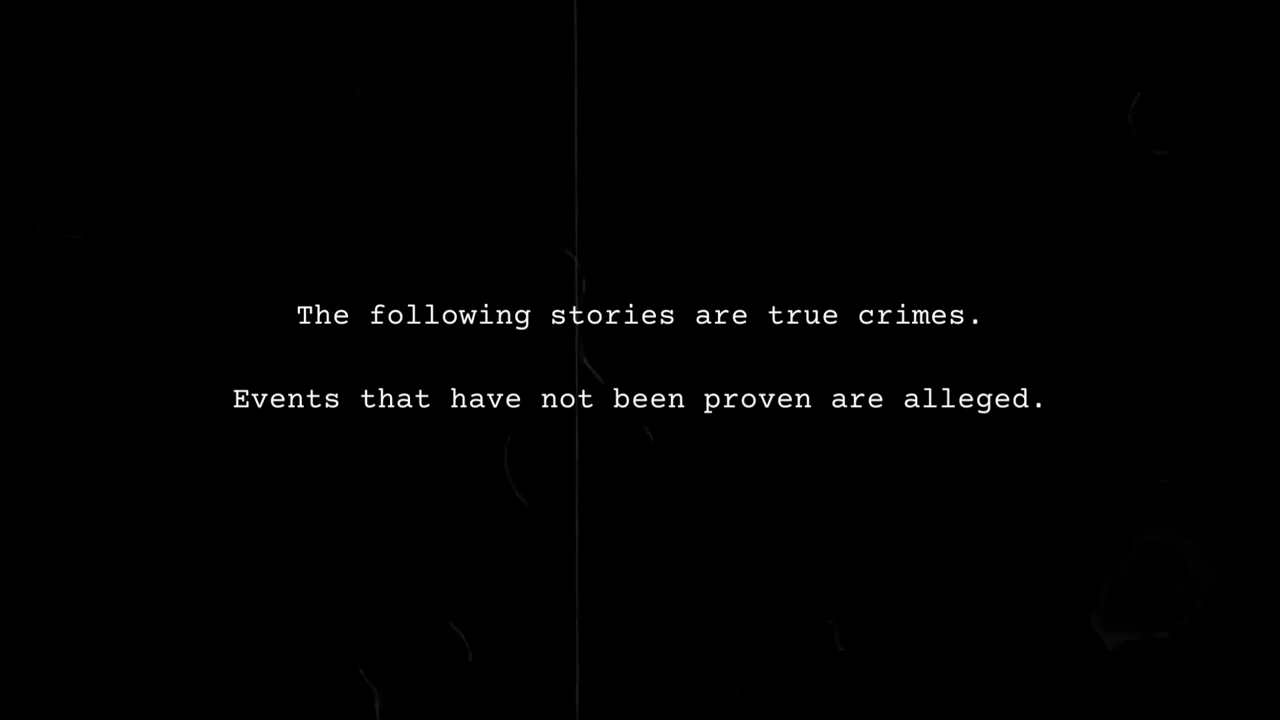 The following stories are true crimes.
Events that have not been proven are alleged.